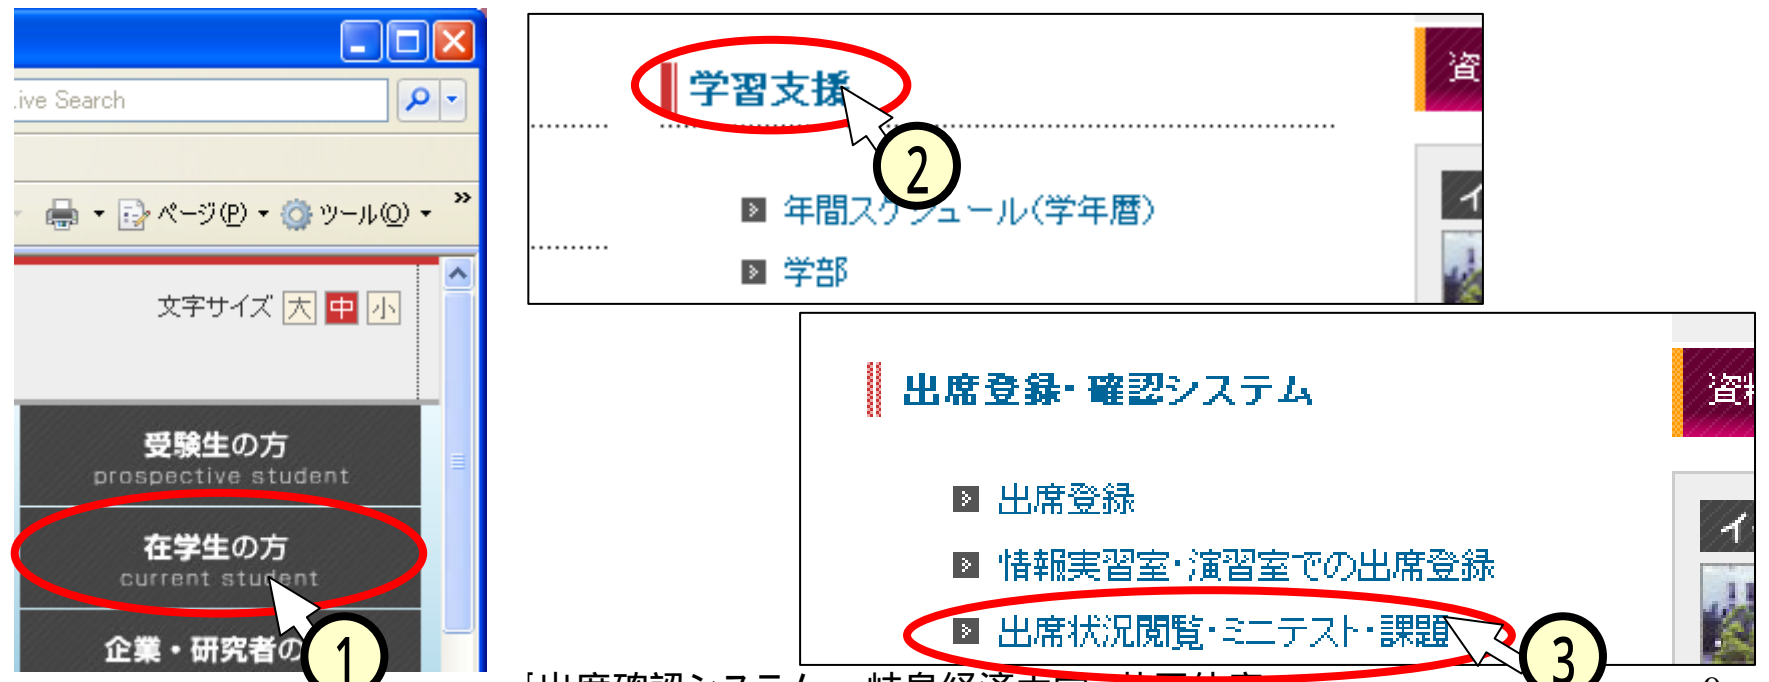 ive Search
ページ(P) ツール(O) »
文字サイズ 大 中 小
受験生の方
prospective student
在学生の方
current student
企業・研究者の
1
学習支援
2
年間スケジュール(学年暦)
学部
資
イ
出席登録・確認システム
資料
出席登録
情報実習室・演習室での出席登録
イ
出席状況閲覧・ミニテスト・課題
3